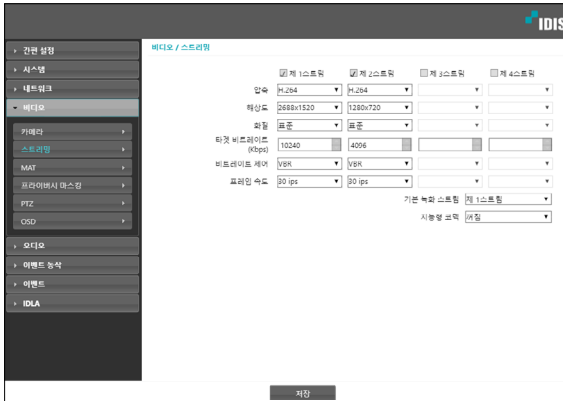 IDIS
간편 설정
시스템
네트워크
비디오
카메라
스트리밍
MAT
프라이버시 마스킹
PTZ
OSD
오디오
이벤트 동작
이벤트
IDLA
비디오 / 스트리밍
제 1스트림 제 2스트림 제 3스트림 제 4스트림
압축 H.264 H.264
해상도 2688x1520 1280x720
화질 표준 표준
타겟 비트레이트
(Kbps) 10240 4096
비트레이트 제어 VBR VBR
프레임 속도 30 ips 30 ips
기본 녹화 스트림 제 1스트림
지능형 코덱 꺼짐
저장